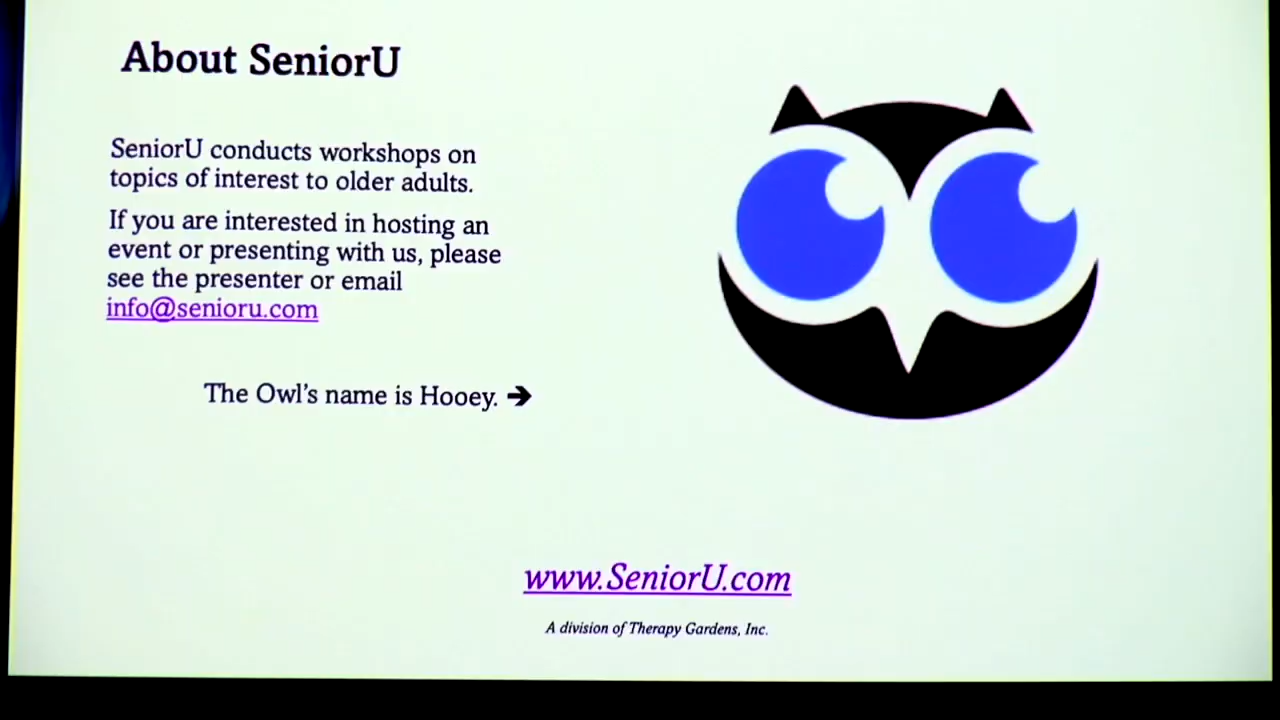 About SeniorU
SeniorU conducts workshops on
topics of interest to older adults.
If you are interested in hosting an
event or presenting with us, please
see the presenter or email
info@senioru.com
The Owl's name is Hooey. ➔
www.SeniorU.com
A division of Therapy Gardens, Inc.